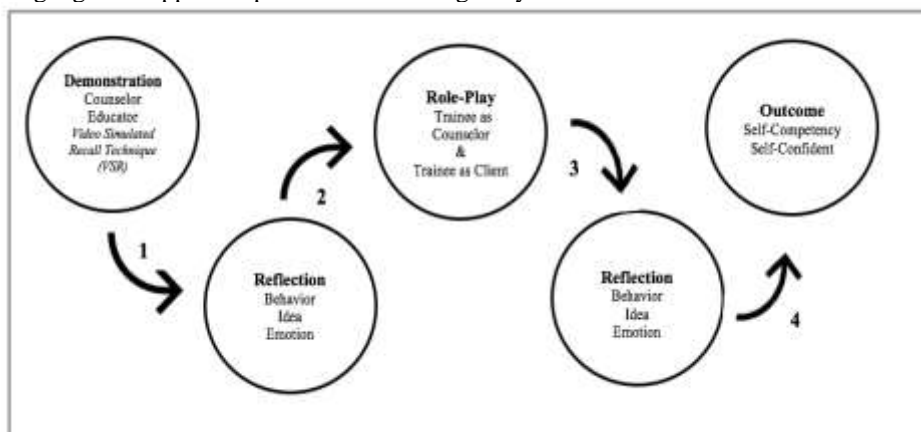 Demonstration
Counselor
Educator
Video Simulated
Recall Technique
(VSR)
1
Reflection
Behavior
Idea
Emotion
2
Role-Play
Trainee as
Counselor
&
Trainee as Client
3
Reflection
Behavior
Idea
Emotion
4
Outcome
Self-Competency
Self-Confident